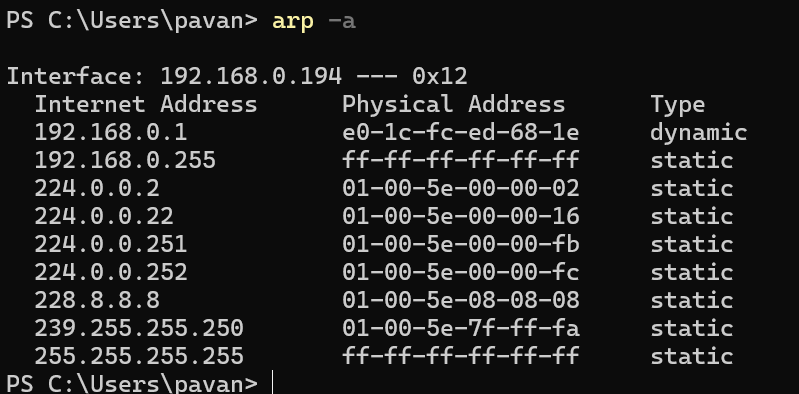 PS C:\Users\pavan> arp -a
Interface: 192.168.0.194 --- 0x12
Internet Address Physical Address Type
192.168.0.1 e0-1c-fc-ed-68-1e dynamic
192.168.0.255 ff-ff-ff-ff-ff-ff static
224.0.0.2 01-00-5e-00-00-02 static
224.0.0.22 01-00-5e-00-00-16 static
224.0.0.251 01-00-5e-00-00-fb static
224.0.0.252 01-00-5e-00-00-fc static
228.8.8.8 01-00-5e-08-08-08 static
239.255.255.250 01-00-5e-7f-ff-fa static
255.255.255.255 ff-ff-ff-ff-ff-ff static
PS C:\Users\pavan>